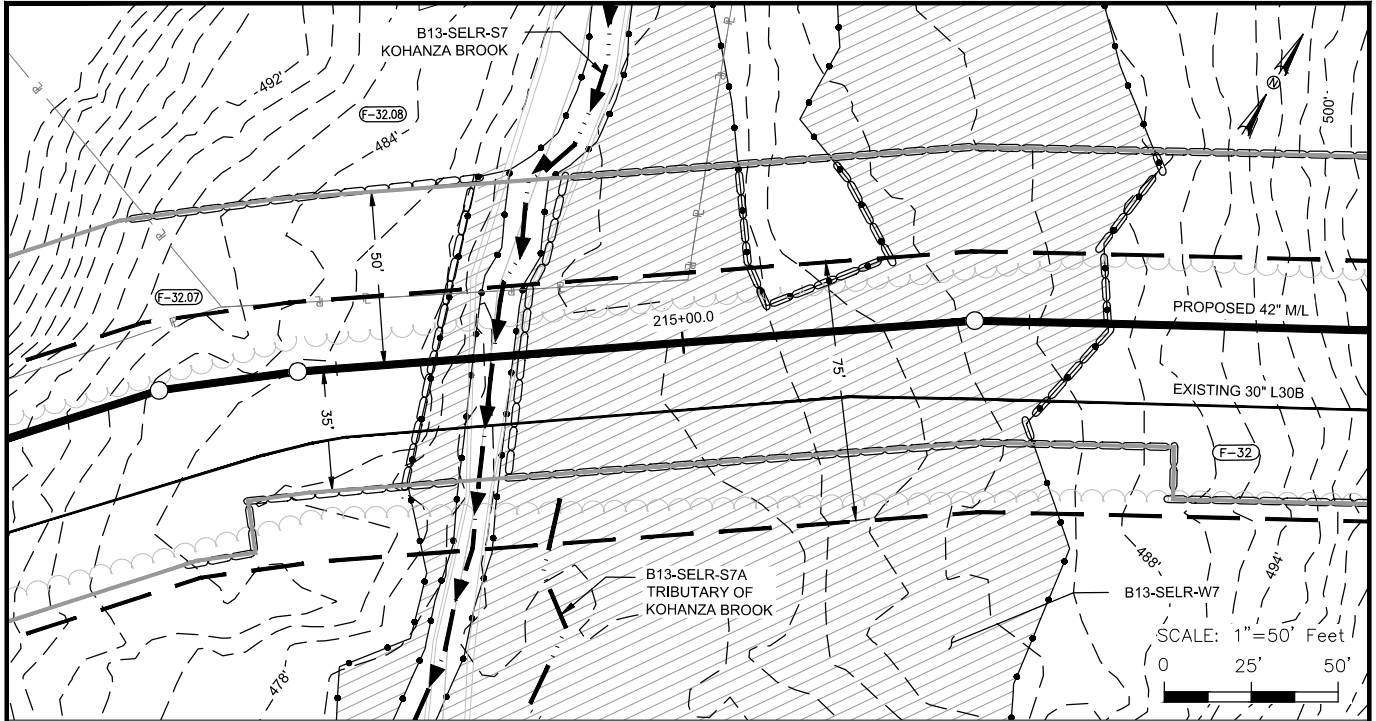 B13-SELR-S7
KOHANZA BROOK
492'
F-32.08
484'
N
500'
50'
F-32.07
215+00.0
PROPOSED 42" M/L
75'
35'
EXISTING 30" L30B
F-32
B13-SELR-S7A
TRIBUTARY OF
KOHANZA BROOK
488'
494'
B13-SELR-W7
478'
SCALE: 1"=50' Feet
0 25' 50'